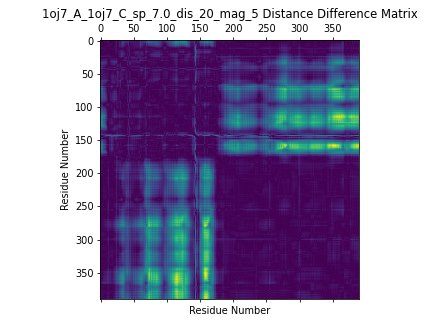 1oj7_A_1oj7_C_sp_7.0_dis_20_mag_5 Distance Difference Matrix
0 50 100 150 200 250 300 350
0
50
100
150
200
250
300
350
Residue Number
Residue Number